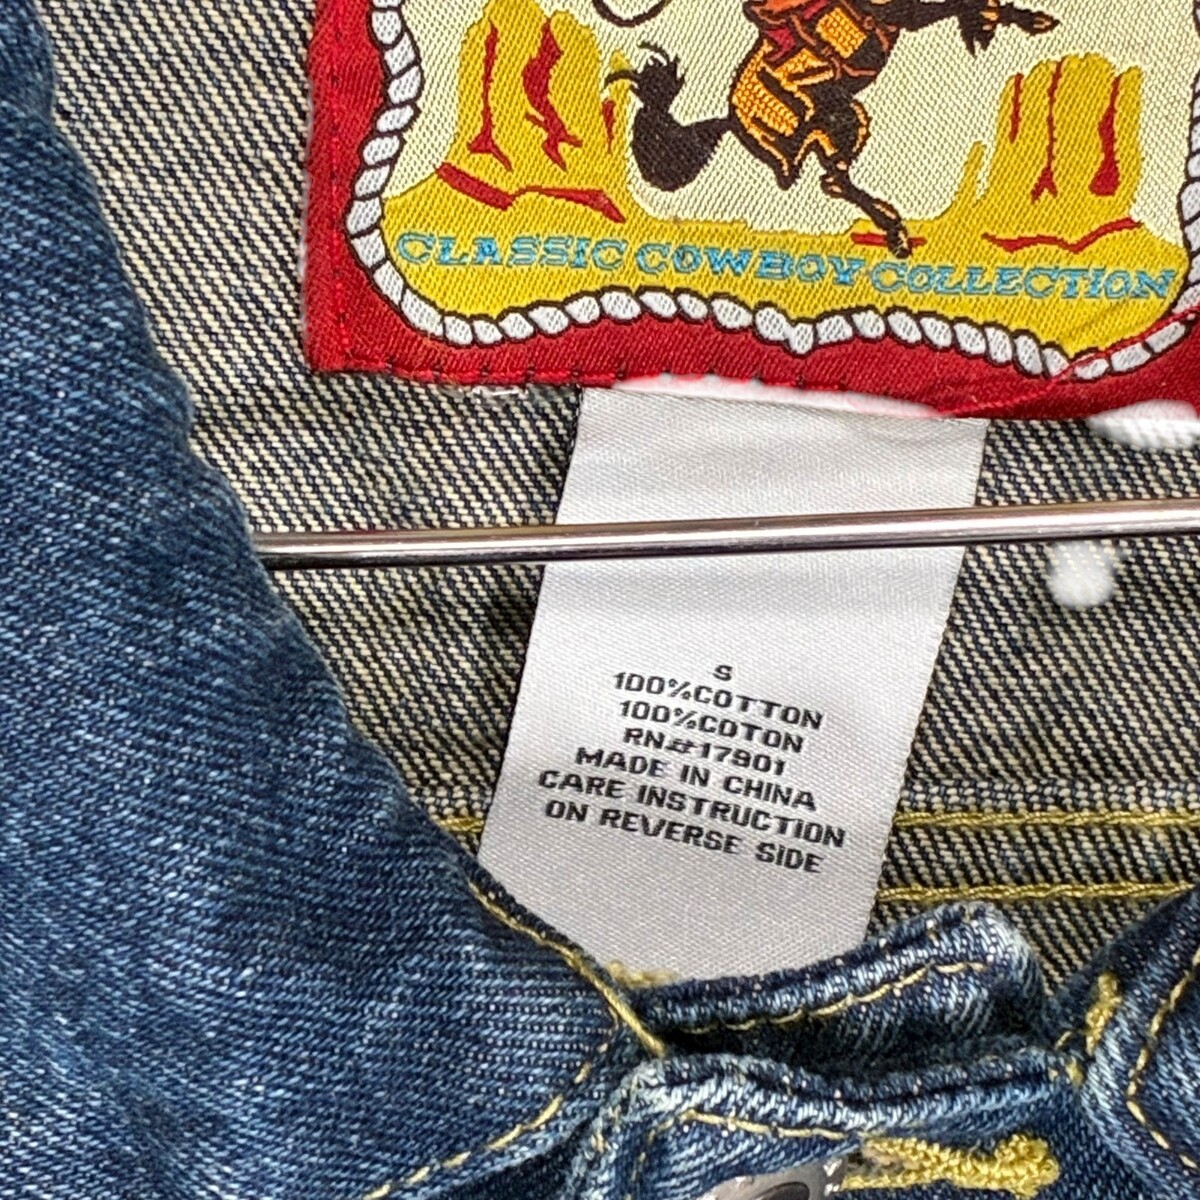 CLASSIC COWBOY COLLECTION
S
100%COTTON
100%COTON
RN#17901
MADE IN CHINA
CARE INSTRUCTION
ON REVERSE SIDE